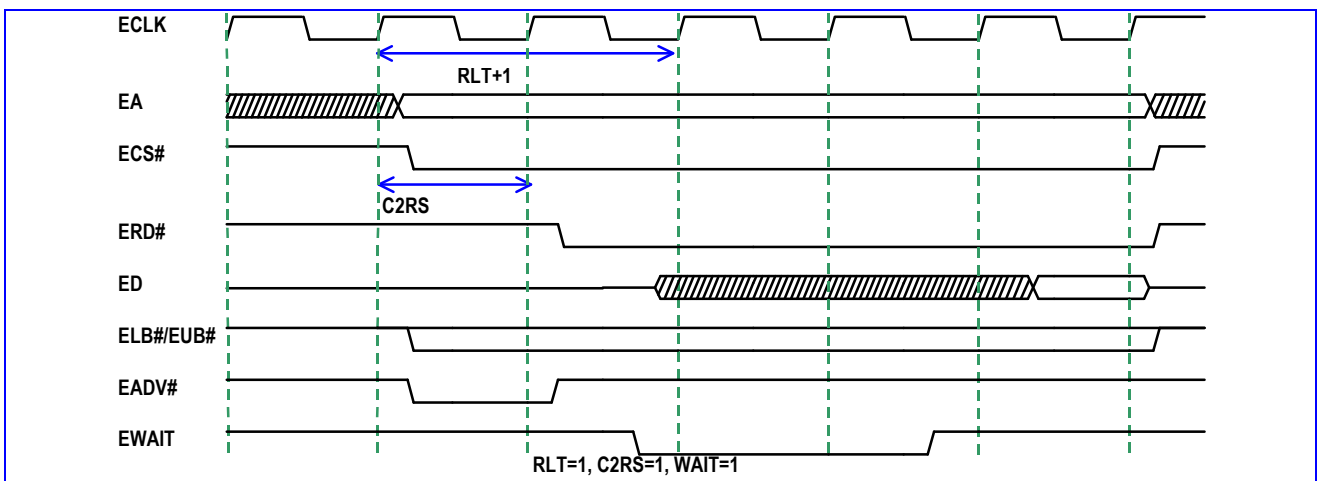 ECLK
RLT+1
EA
ECS#
C2RS
ERD#
ED
ELB#/EUB#
EADV#
EWAIT
RLT=1, C2RS=1, WAIT=1